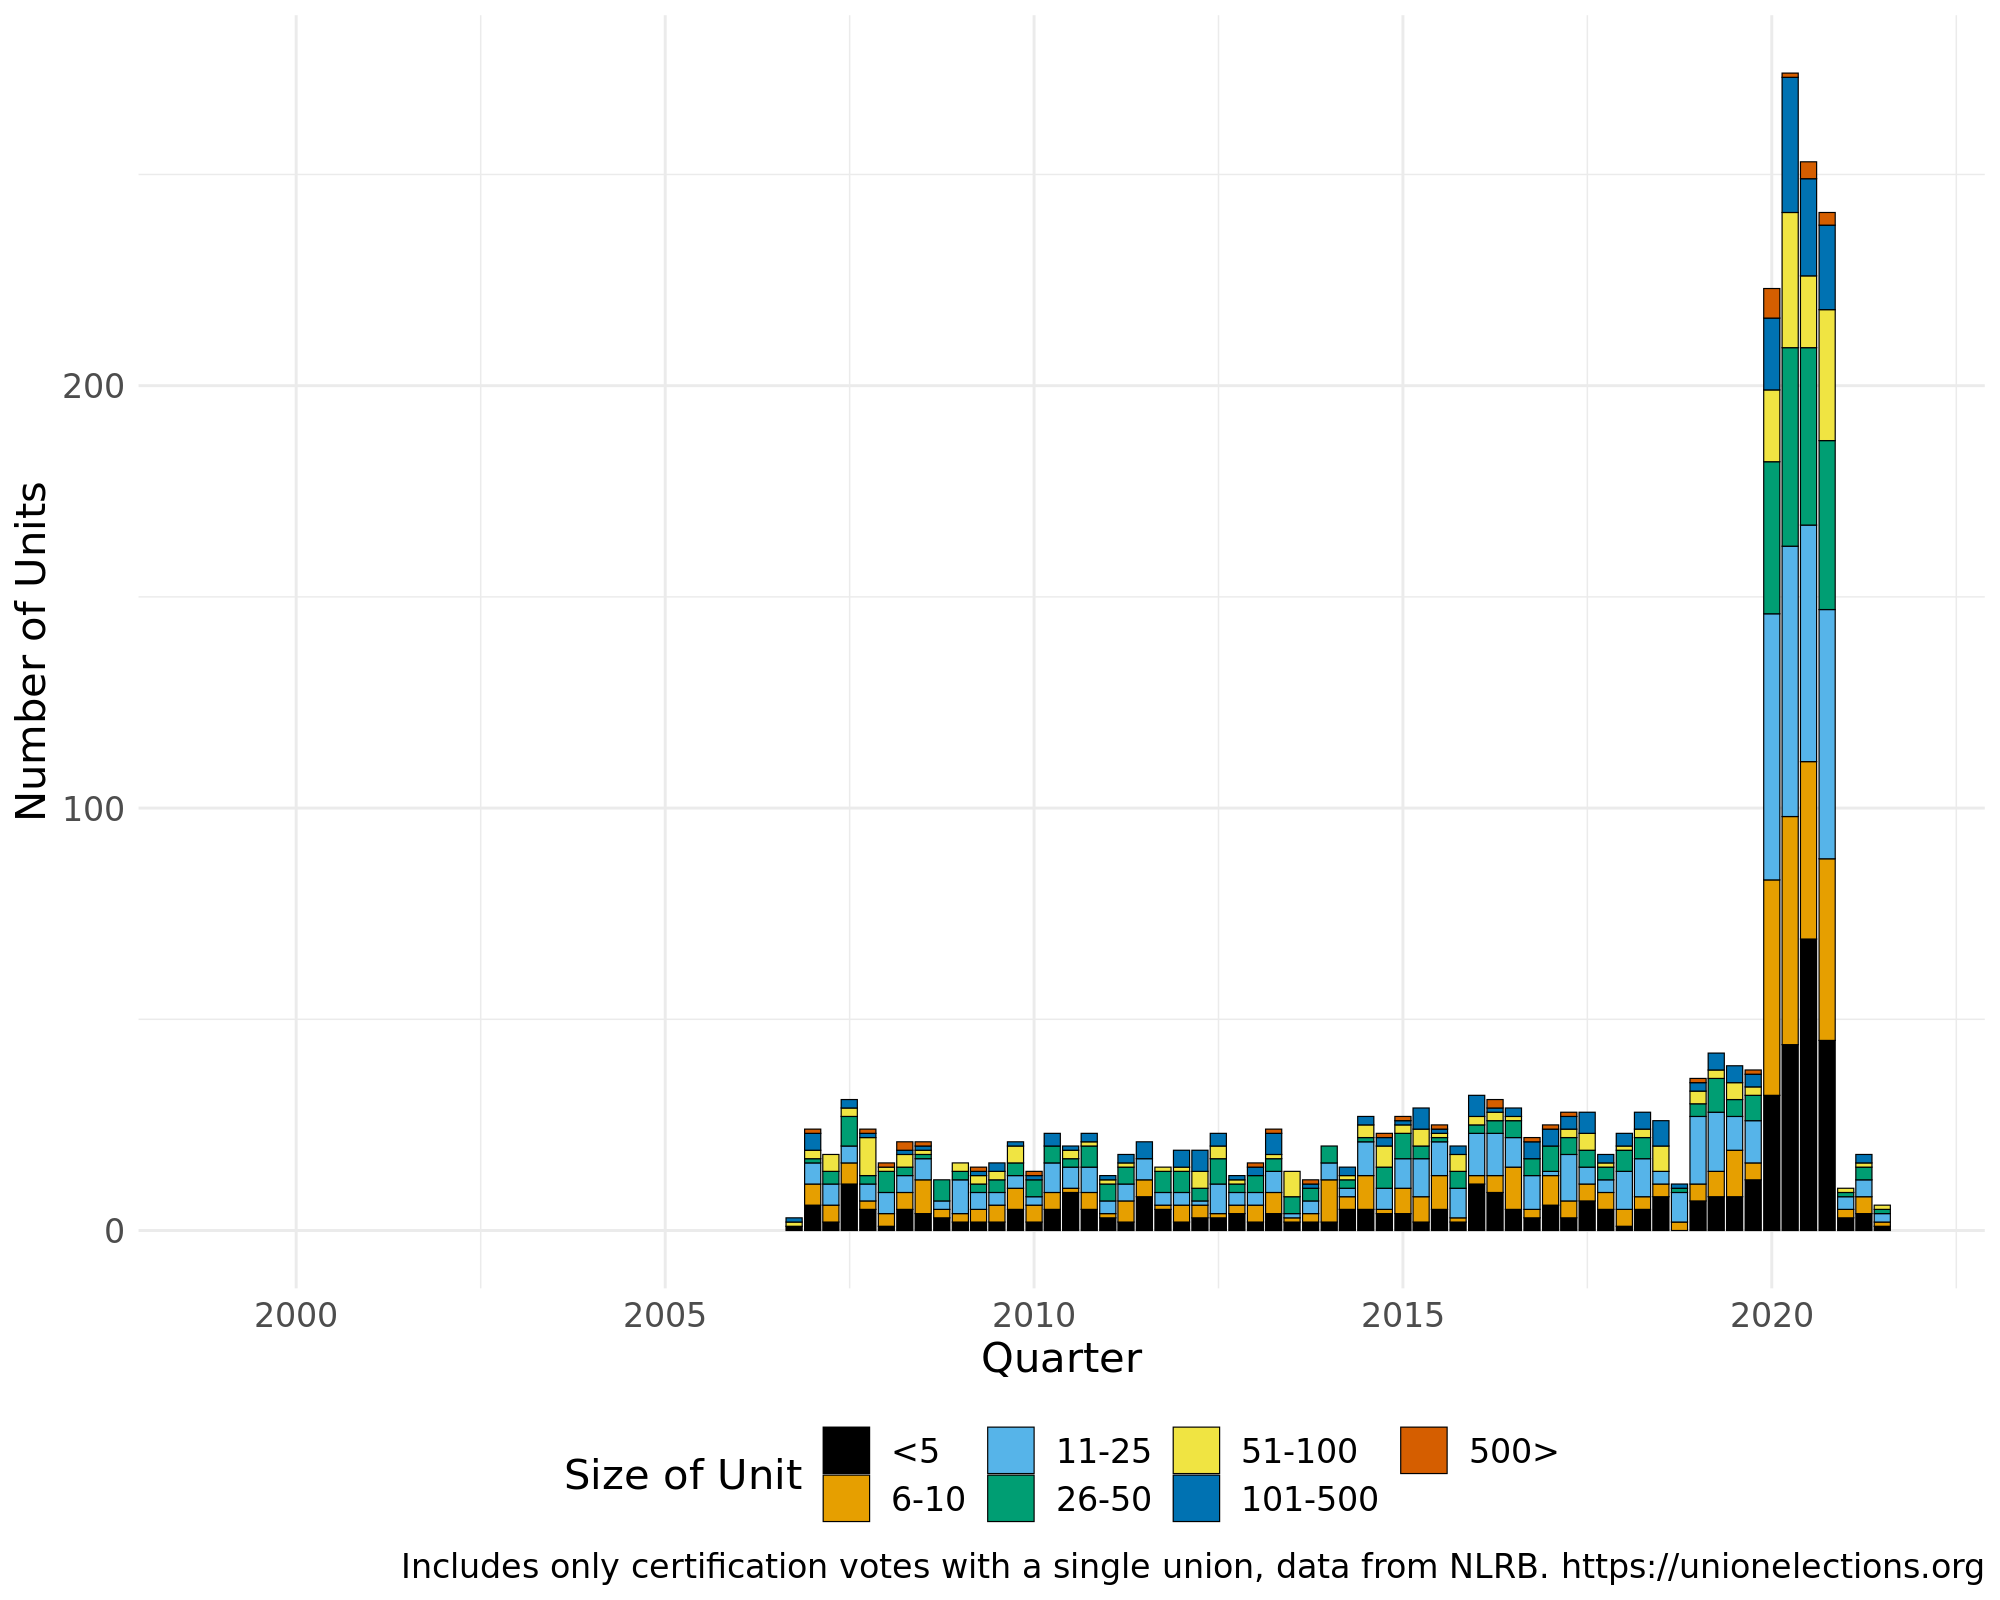 Number of Units
200
100
0
2000 2005 2010 2015 2020
Quarter
Size of Unit
<5 11-25 51-100 500>
6-10 26-50 101-500
Includes only certification votes with a single union, data from NLRB. https://unionelections.org